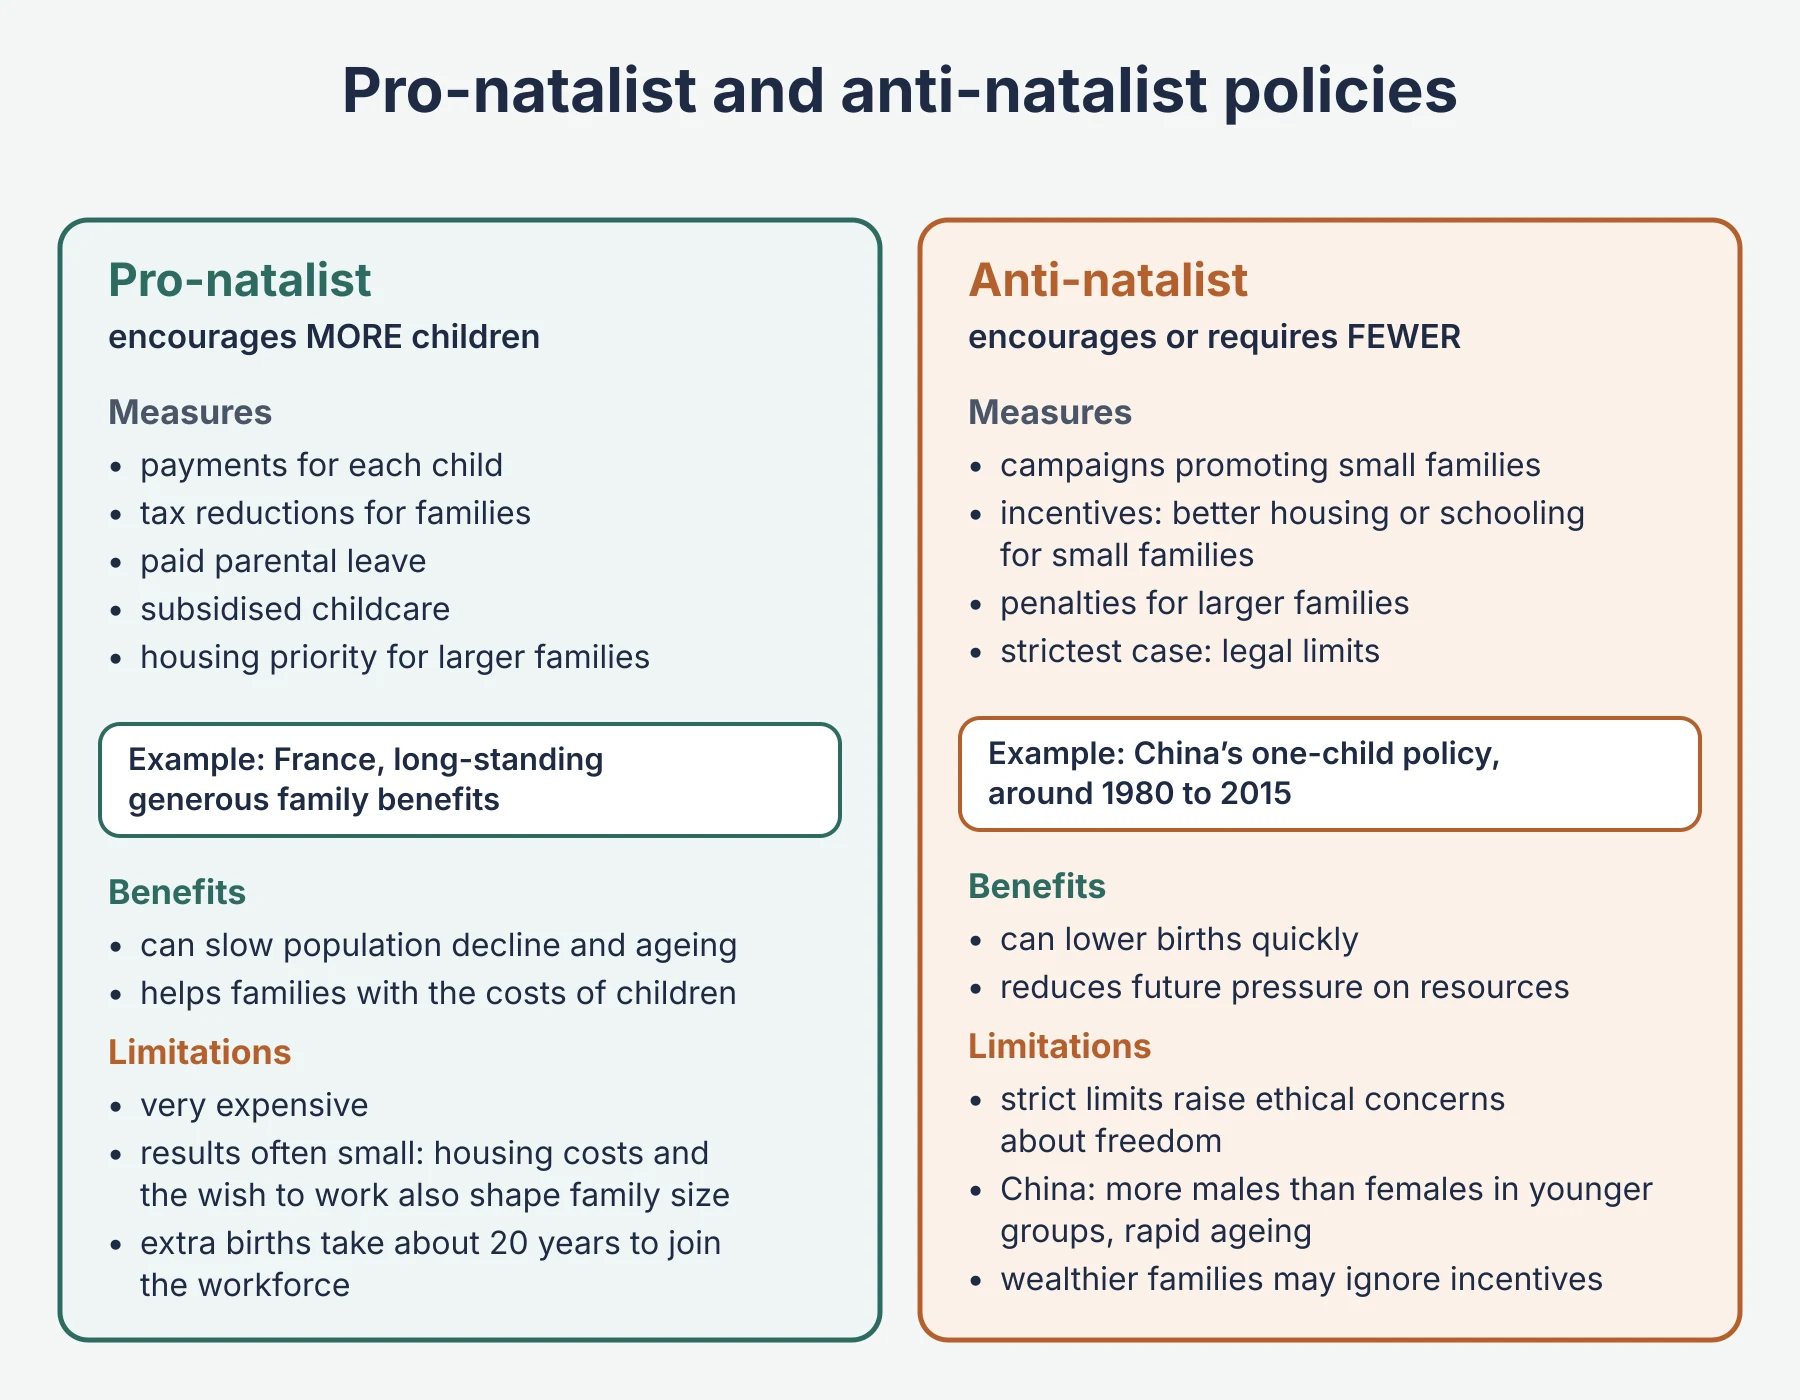 Pro-natalist and anti-natalist policies
Pro-natalist
encourages MORE children
Measures
• payments for each child
• tax reductions for families
• paid parental leave
• subsidised childcare
• housing priority for larger families
Example: France, long-standing
generous family benefits
Benefits
• can slow population decline and ageing
• helps families with the costs of children
Limitations
• very expensive
• results often small: housing costs and
the wish to work also shape family size
• extra births take about 20 years to join
the workforce
Anti-natalist
encourages or requires FEWER
Measures
• campaigns promoting small families
• incentives: better housing or schooling
for small families
• penalties for larger families
• strictest case: legal limits
Example: China’s one-child policy,
around 1980 to 2015
Benefits
• can lower births quickly
• reduces future pressure on resources
Limitations
• strict limits raise ethical concerns
about freedom
• China: more males than females in younger
groups, rapid ageing
• wealthier families may ignore incentives